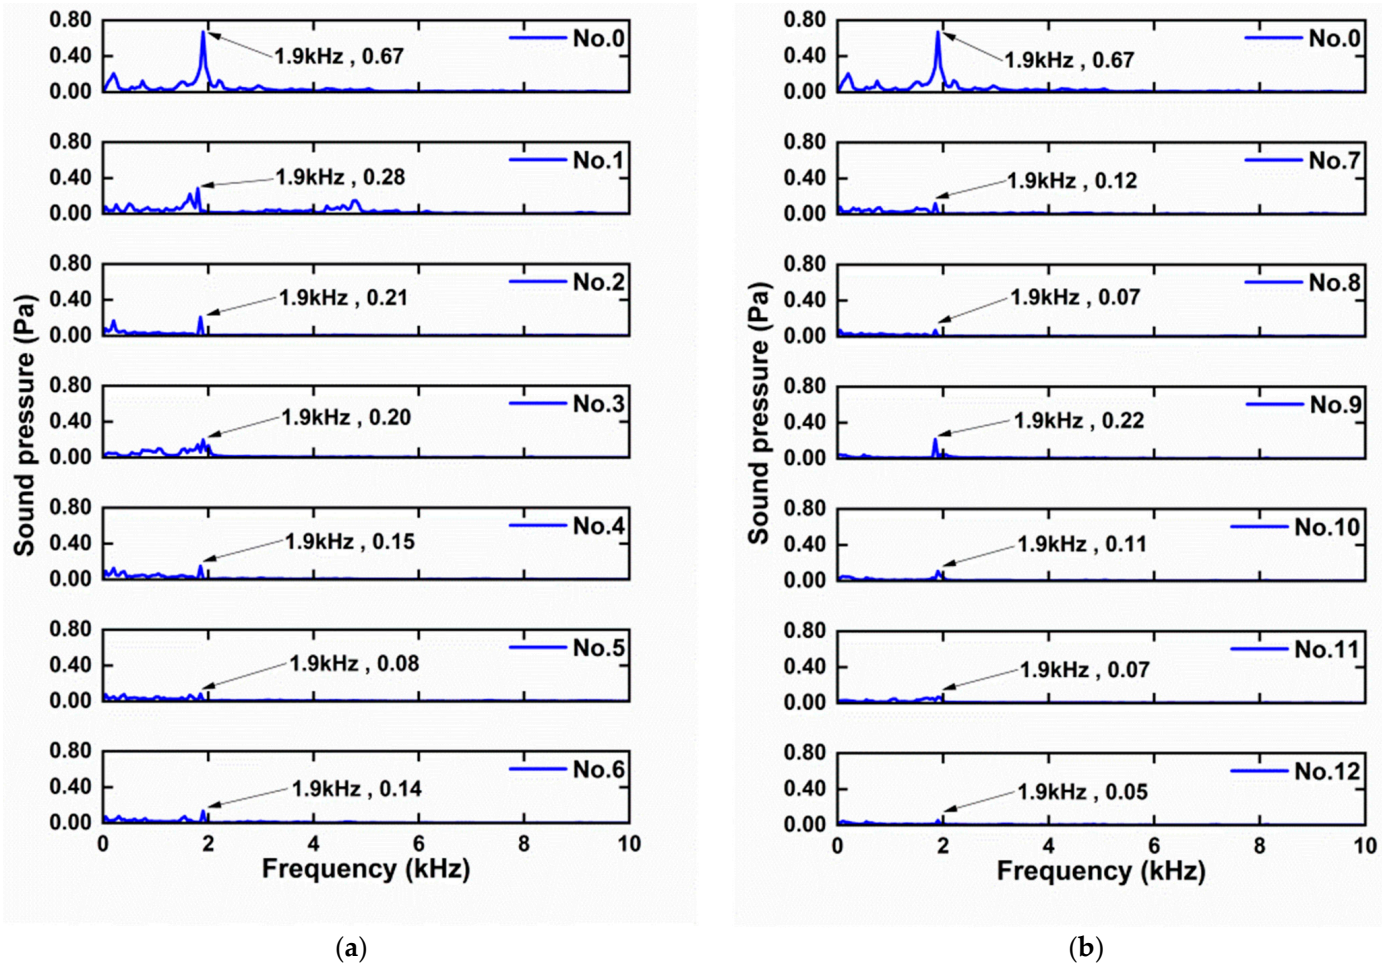 Sound pressure (Pa)
0.80
0.40
0.00
No.0
1.9kHz , 0.67
0.80
0.40
0.00
No.1
1.9kHz , 0.28
0.80
0.40
0.00
No.2
1.9kHz , 0.21
0.80
0.40
0.00
No.3
1.9kHz , 0.20
0.80
0.40
0.00
No.4
1.9kHz , 0.15
0.80
0.40
0.00
No.5
1.9kHz , 0.08
0.80
0.40
0.00
No.6
1.9kHz , 0.14
0 2 4 6 8 10
Frequency (kHz)
(a)
Sound pressure (Pa)
0.80
0.40
0.00
No.0
1.9kHz , 0.67
0.80
0.40
0.00
No.7
1.9kHz , 0.12
0.80
0.40
0.00
No.8
1.9kHz , 0.07
0.80
0.40
0.00
No.9
1.9kHz , 0.22
0.80
0.40
0.00
No.10
1.9kHz , 0.11
0.80
0.40
0.00
No.11
1.9kHz , 0.07
0.80
0.40
0.00
No.12
1.9kHz , 0.05
0 2 4 6 8 10
Frequency (kHz)
(b)